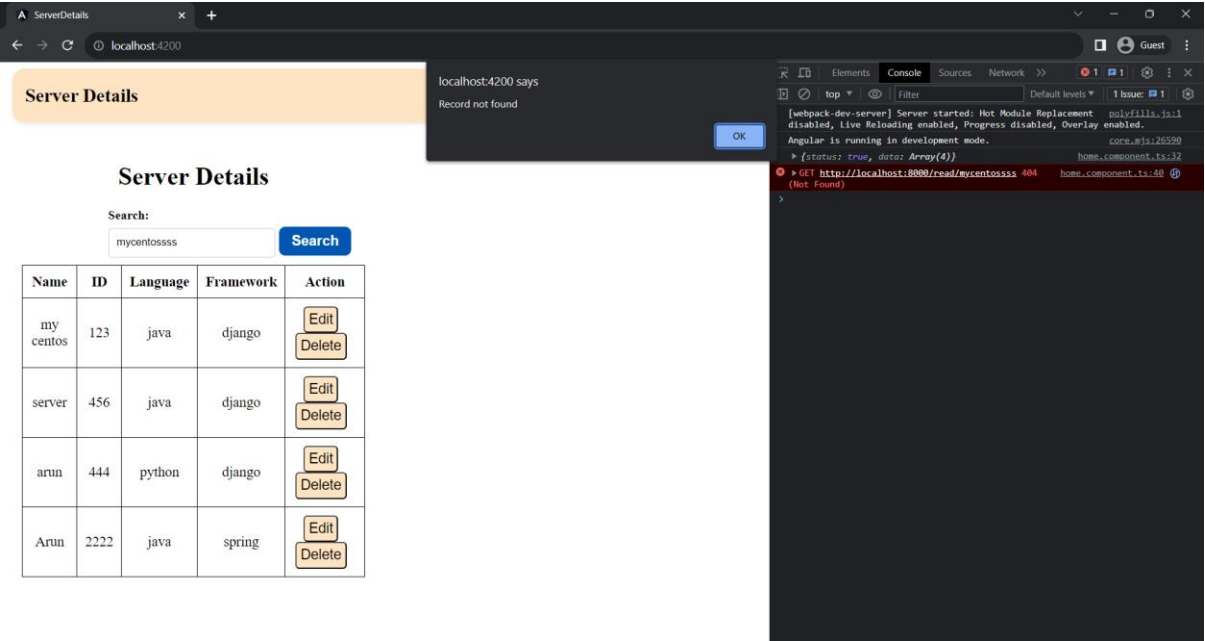 ServerDetails
localhost:4200
Guest
Server Details
localhost:4200 says
Record not found
OK
Server Details
Search:
mycentossss
Search
Name ID Language Framework Action
my centos 123 java django Edit Delete
server 456 java django Edit Delete
arun 444 python django Edit Delete
Arun 2222 java spring Edit Delete
Elements Console Sources Network 1 1
top Filter Default levels 1 Issue: 1
[webpack-dev-server] Server started: Hot Module Replacement polyfills.js:1
disabled, Live Reloading enabled, Progress disabled, Overlay enabled.
Angular is running in development mode. core.mjs:26590
{status: true, data: Array(4)} home.component.ts:32
GET http://localhost:8000/read/mycentossss 404 home.component.ts:40
(Not Found)